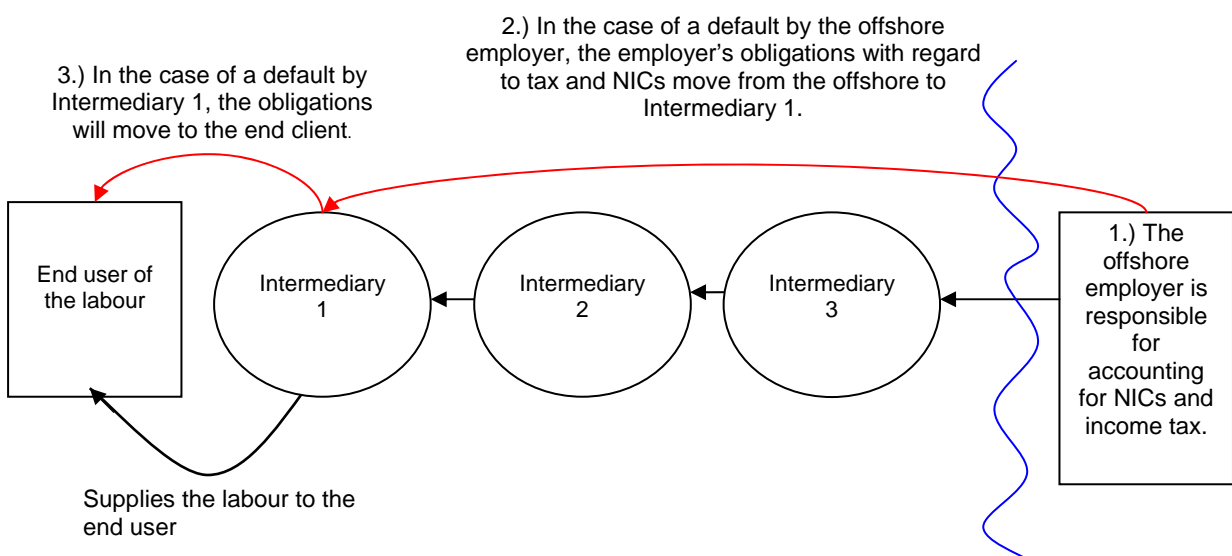 2.) In the case of a default by the offshore
employer, the employer’s obligations with regard
to tax and NICs move from the offshore to
Intermediary 1.
3.) In the case of a default by
Intermediary 1, the obligations
will move to the end client.
End user of
the labour
Intermediary
1
Intermediary
2
Intermediary
3
1.) The
offshore
employer is
responsible
for
accounting
for NICs and
income tax.
Supplies the labour to the
end user